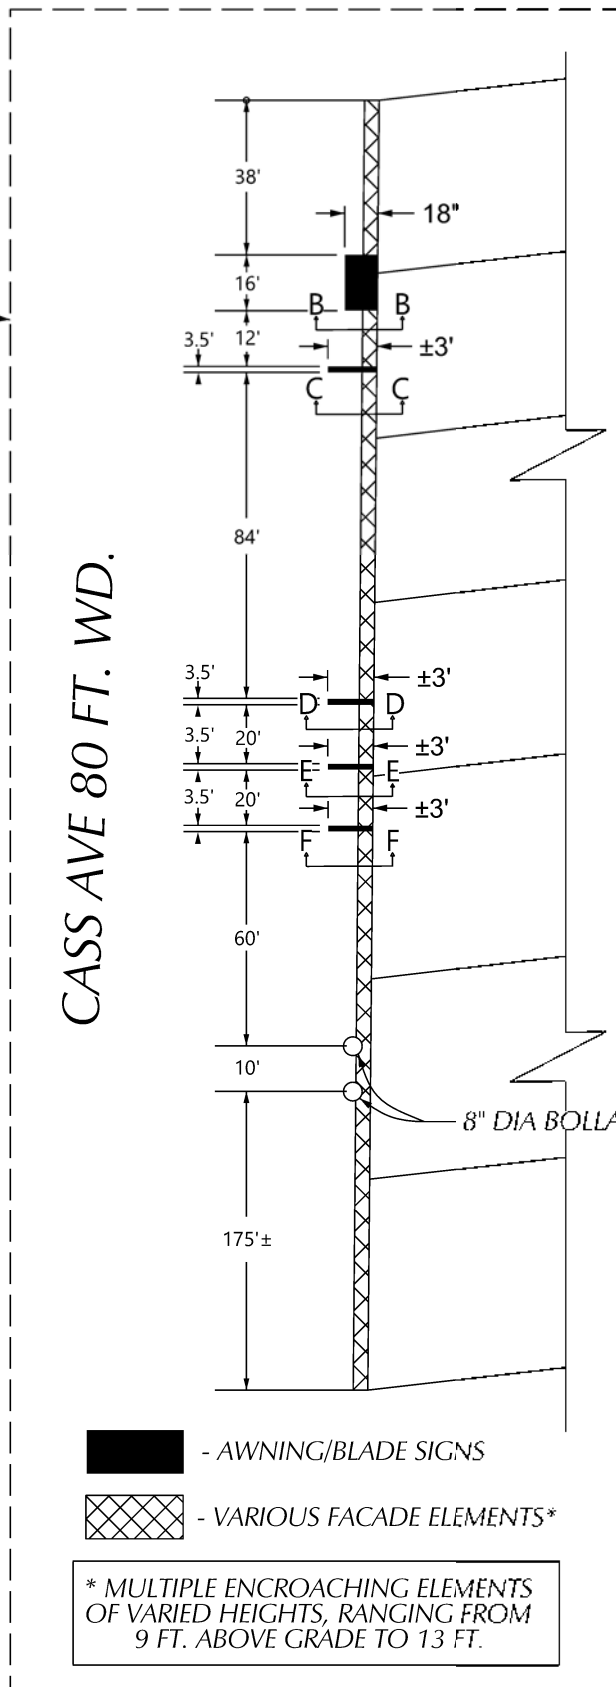 38'
18"
16'
B B
12'
3.5'
±3'
C C
84'
CASS AVE 80 FT. WD.
3.5'
±3'
D D
3.5'
20'
±3'
E E
3.5'
20'
±3'
F F
60'
10'
8" DIA BOLLA
175'±
- AWNING/BLADE SIGNS
- VARIOUS FACADE ELEMENTS*
* MULTIPLE ENCROACHING ELEMENTS
OF VARIED HEIGHTS, RANGING FROM
9 FT. ABOVE GRADE TO 13 FT.